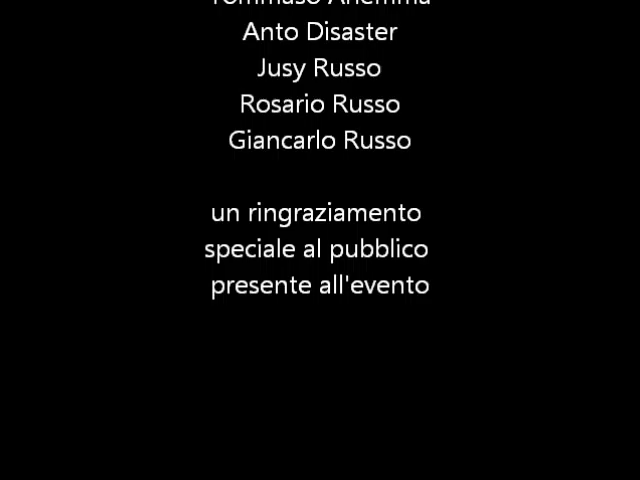 Anto Disaster
Jusy Russo
Rosario Russo
Giancarlo Russo
un ringraziamento
speciale al pubblico
presente all'evento